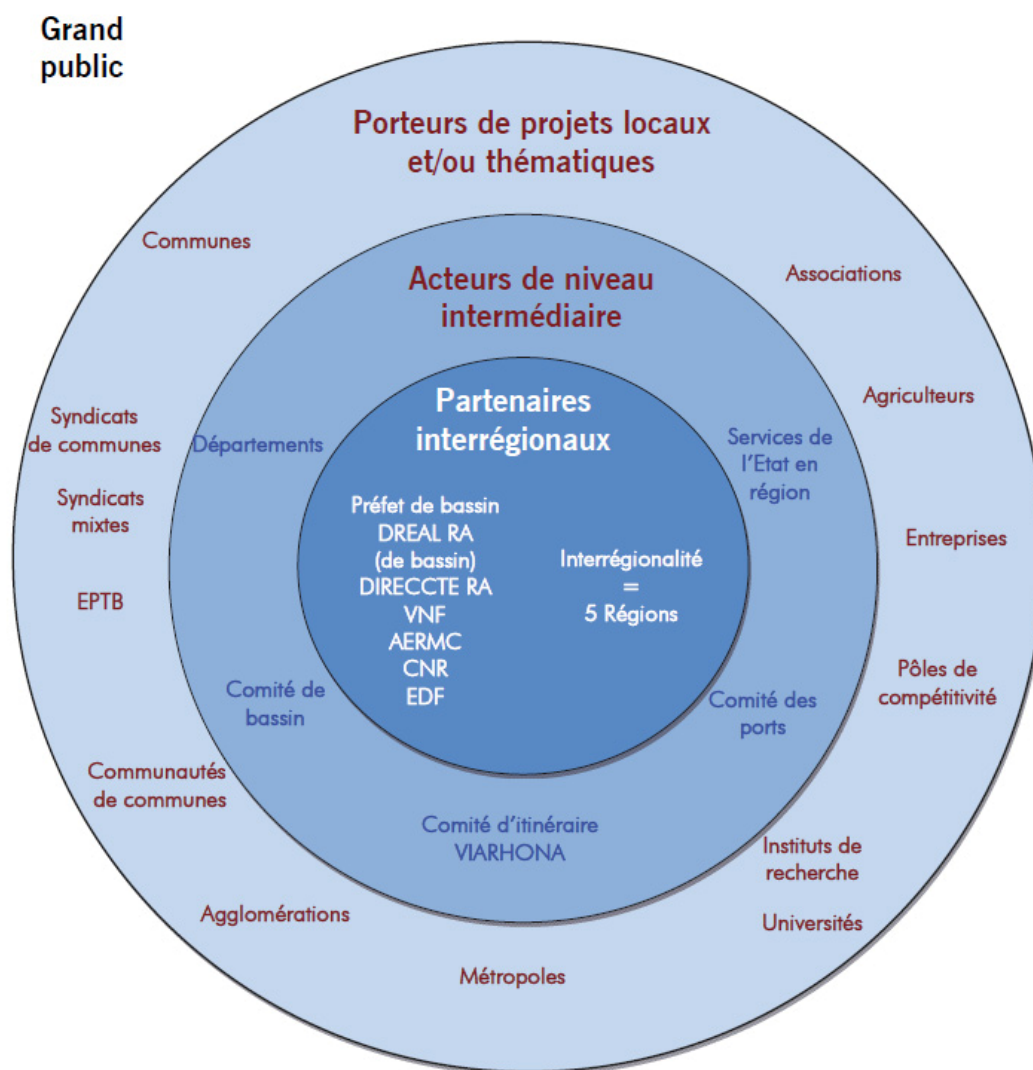 Grand
public
Porteurs de projets locaux
et/ou thématiques
Communes
Associations
Acteurs de niveau
intermédiaire
Agriculteurs
Syndicats
de communes
Départements
Partenaires
interrégionaux
Services de
l'Etat en
région
Syndicats
mixtes
Préfet de bassin
DREAL RA
(de bassin)
DIRECCTE RA
VNF
AERMC
CNR
EDF
Interrégionalité
=
5 Régions
Entreprises
EPTB
Comité de
bassin
Comité des
ports
Pôles de
compétitivité
Communautés
de communes
Comité d'itinéraire
VIARHONA
Instituts de
recherche
Agglomérations
Universités
Métropoles